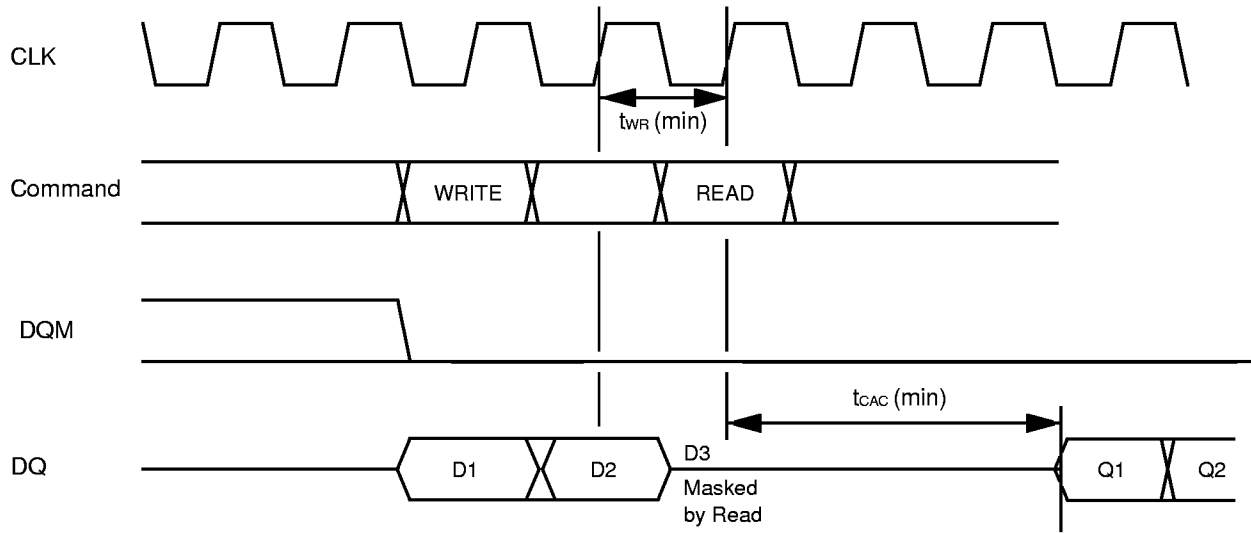 CLK
tWR (min)
Command
WRITE
READ
DQM
tCAC (min)
DQ
D1
D2
D3
Masked
by Read
Q1
Q2